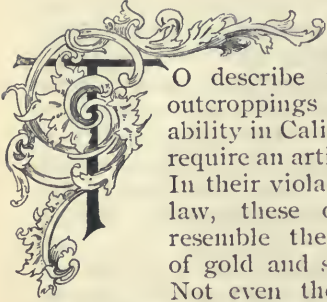 TO describe
outcroppings
ability in Cali
require an arti
In their viola
law, these
resemble the
of gold and s
Not even the